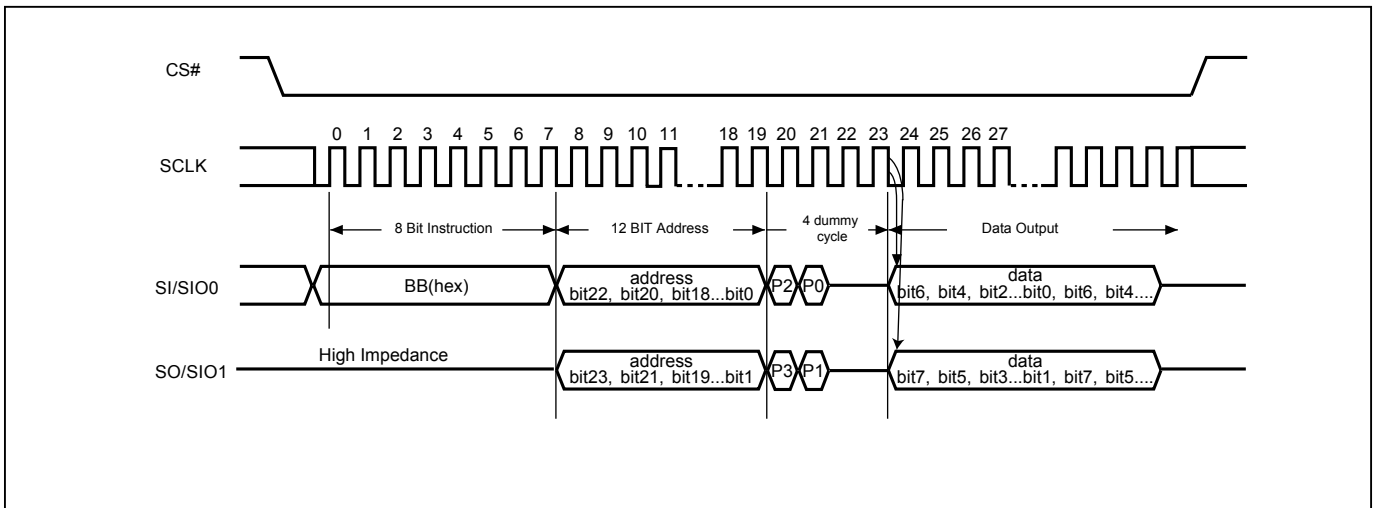 CS#
0 1 2 3 4 5 6 7 8 9 10 11 18 19 20 21 22 23 24 25 26 27
SCLK
8 Bit Instruction 12 BIT Address 4 dummy cycle Data Output
SI/SIO0 BB(hex) address P2 P0 data
bit22, bit20, bit18...bit0 bit6, bit4, bit2...bit0, bit6, bit4....
High Impedance
SO/SIO1 address P3 P1 data
bit23, bit21, bit19...bit1 bit7, bit5, bit3...bit1, bit7, bit5....